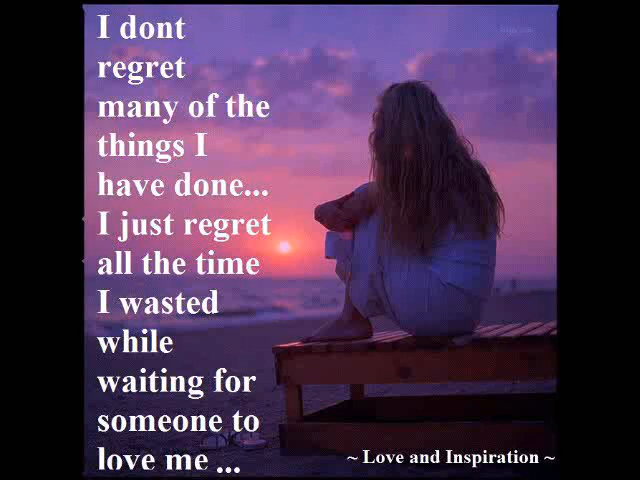 I dont
regret
many of the
things I
have done...
I just regret
all the time
I wasted
while
waiting for
someone to
love me ...
~ Love and Inspiration ~